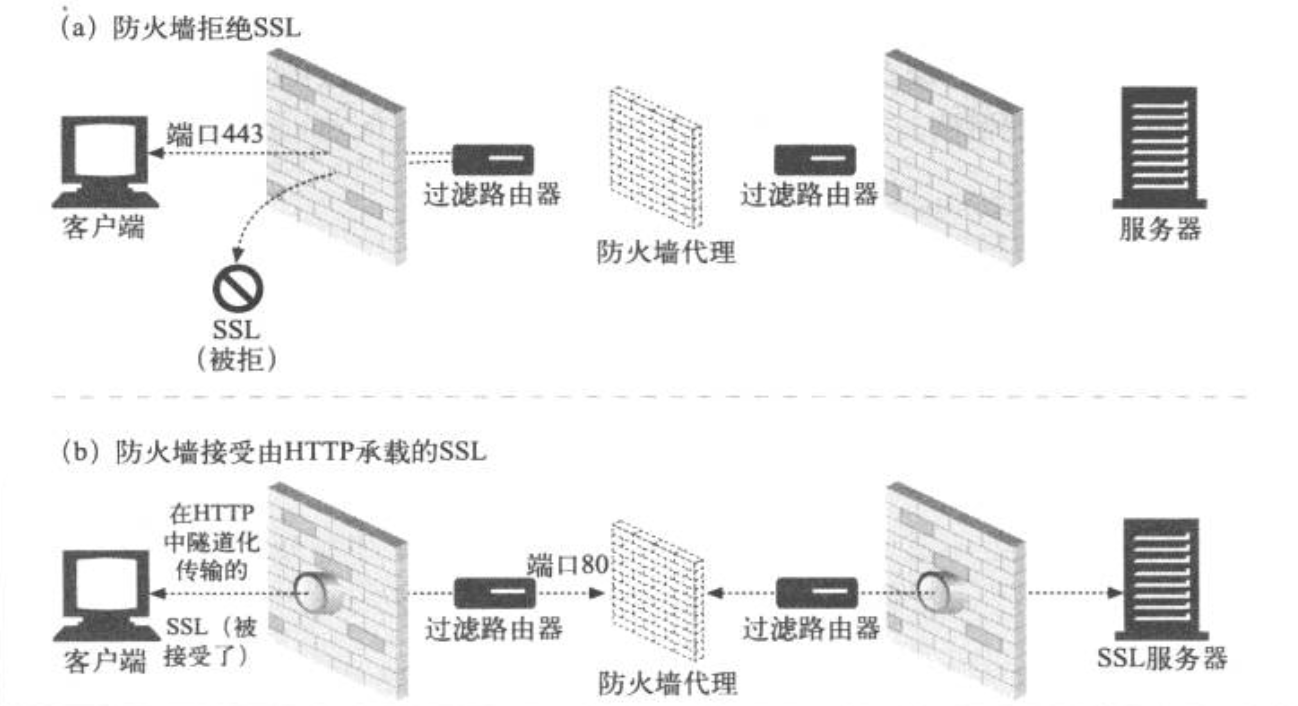 (a) 防火墙拒绝SSL
端口443
客户端
过滤路由器
防火墙代理
过滤路由器
服务器
SSL
(被拒)
(b) 防火墙接受由HTTP承载的SSL
在HTTP
中隧道化
传输的
SSL(被
接受了)
客户端
过滤路由器
端口80
防火墙代理
过滤路由器
SSL服务器